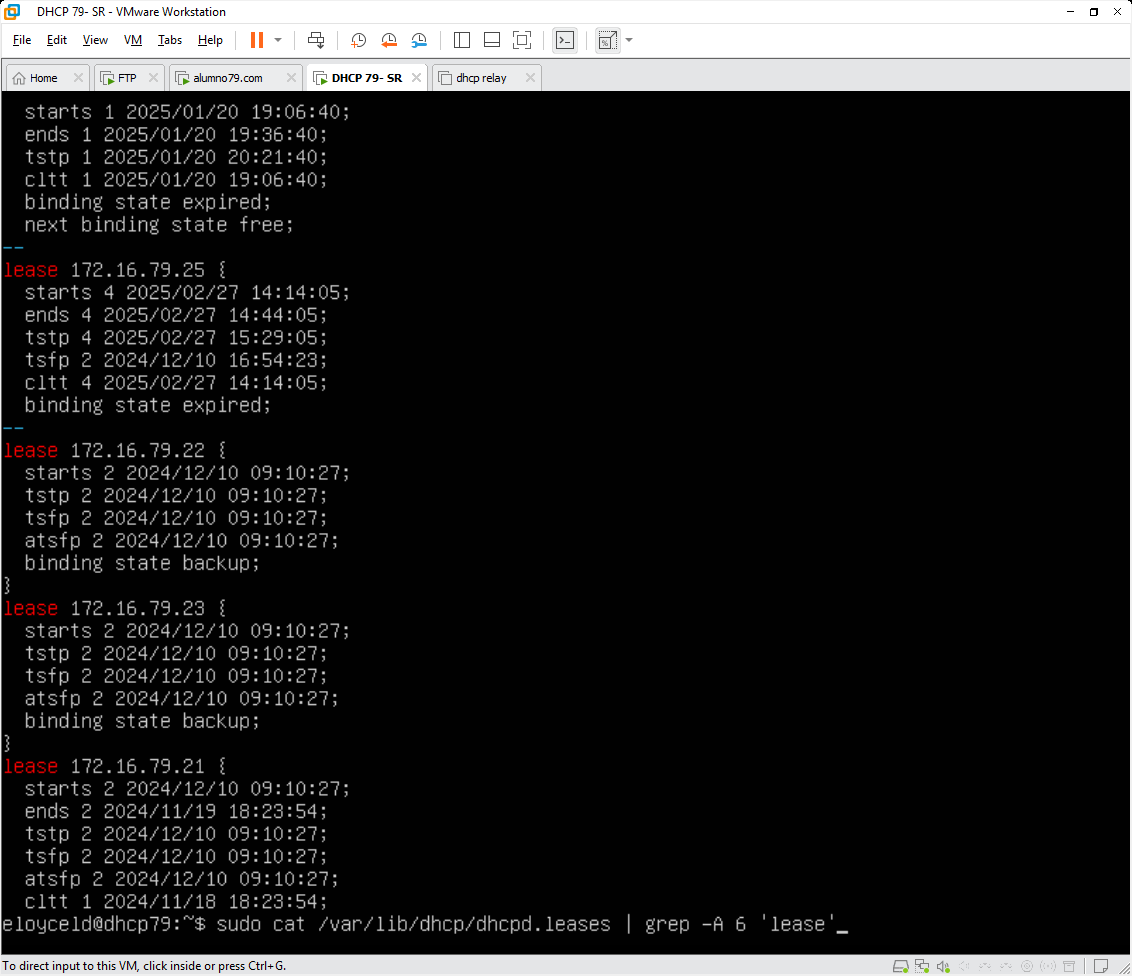 DHCP 79- SR - VMware Workstation
File Edit View VM Tabs Help
Home FTP alumno79.com DHCP 79- SR dhcp relay
starts 1 2025/01/20 19:06:40;
ends 1 2025/01/20 19:36:40;
tstp 1 2025/01/20 20:21:40;
cltt 1 2025/01/20 19:06:40;
binding state expired;
next binding state free;
--
lease 172.16.79.25 {
starts 4 2025/02/27 14:14:05;
ends 4 2025/02/27 14:44:05;
tstp 4 2025/02/27 15:29:05;
tsfp 2 2024/12/10 16:54:23;
cltt 4 2025/02/27 14:14:05;
binding state expired;
--
lease 172.16.79.22 {
starts 2 2024/12/10 09:10:27;
tstp 2 2024/12/10 09:10:27;
tsfp 2 2024/12/10 09:10:27;
atsfp 2 2024/12/10 09:10:27;
binding state backup;
}
lease 172.16.79.23 {
starts 2 2024/12/10 09:10:27;
tstp 2 2024/12/10 09:10:27;
tsfp 2 2024/12/10 09:10:27;
atsfp 2 2024/12/10 09:10:27;
binding state backup;
}
lease 172.16.79.21 {
starts 2 2024/12/10 09:10:27;
ends 2 2024/11/19 18:23:54;
tstp 2 2024/12/10 09:10:27;
tsfp 2 2024/12/10 09:10:27;
atsfp 2 2024/12/10 09:10:27;
cltt 1 2024/11/18 18:23:54;
eloyceld@dhcp79:~$ sudo cat /var/lib/dhcp/dhcpd.leases | grep -A 6 'lease'_
To direct input to this VM, click inside or press Ctrl+G.